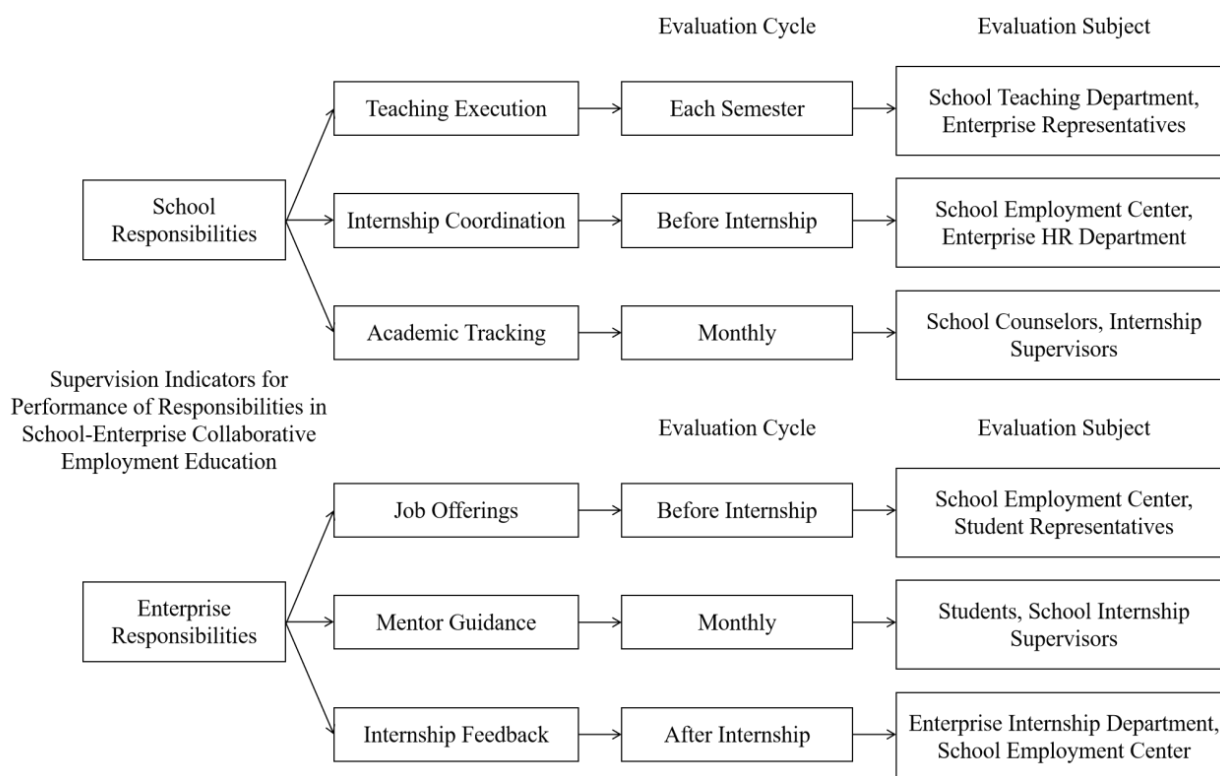 Evaluation Cycle
Evaluation Subject
Teaching Execution
Each Semester
School Teaching Department,
Enterprise Representatives
School
Responsibilities
Internship Coordination
Before Internship
School Employment Center,
Enterprise HR Department
Academic Tracking
Monthly
School Counselors, Internship
Supervisors
Supervision Indicators for
Performance of Responsibilities in
School-Enterprise Collaborative
Employment Education
Evaluation Cycle
Evaluation Subject
Job Offerings
Before Internship
School Employment Center,
Student Representatives
Enterprise
Responsibilities
Mentor Guidance
Monthly
Students, School Internship
Supervisors
Internship Feedback
After Internship
Enterprise Internship Department,
School Employment Center